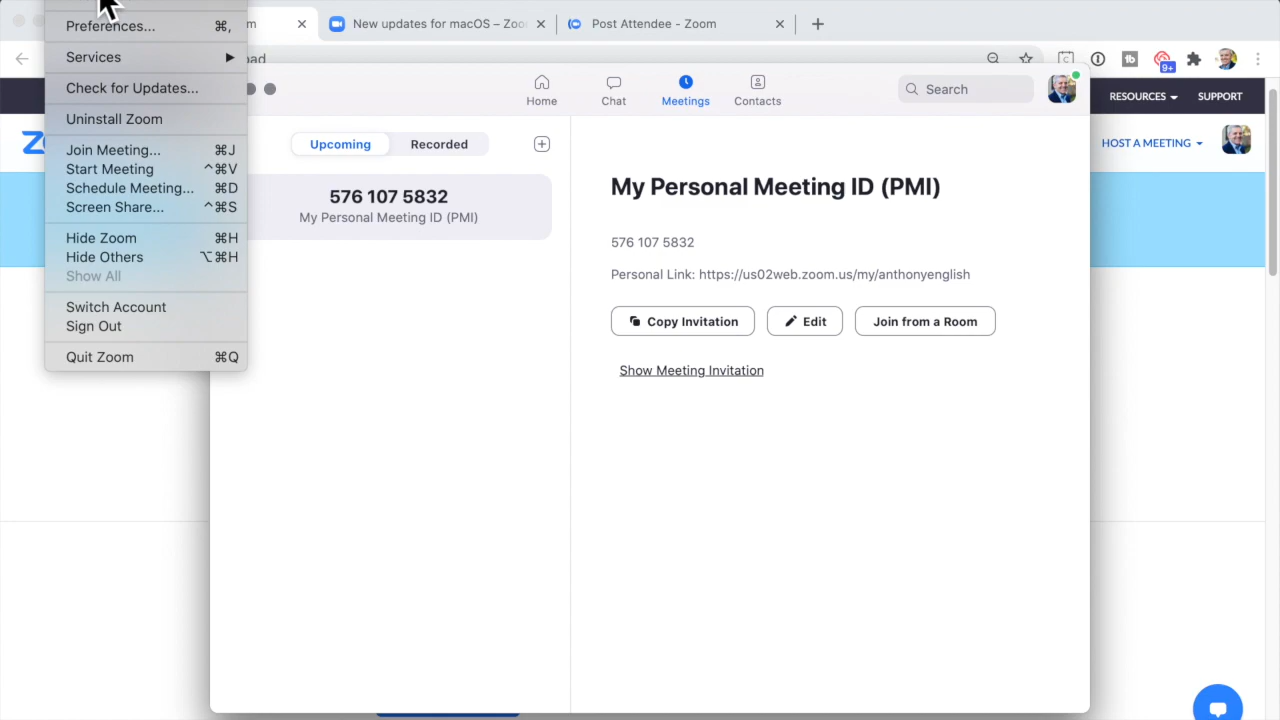 Preferences... ⌘,
Services
Check for Updates...
Uninstall Zoom
Join Meeting... ⌘J
Start Meeting ^⌘V
Schedule Meeting... ⌘D
Screen Share... ^⌘S
Hide Zoom ⌘H
Hide Others ⌥⌘H
Show All
Switch Account
Sign Out
Quit Zoom ⌘Q
New updates for macOS – Zoo
Post Attendee - Zoom
9+
RESOURCES
SUPPORT
HOST A MEETING
Home
Chat
Meetings
Contacts
Search
Upcoming
Recorded
576 107 5832
My Personal Meeting ID (PMI)
My Personal Meeting ID (PMI)
576 107 5832
Personal Link: https://us02web.zoom.us/my/anthonyenglish
Copy Invitation
Edit
Join from a Room
Show Meeting Invitation